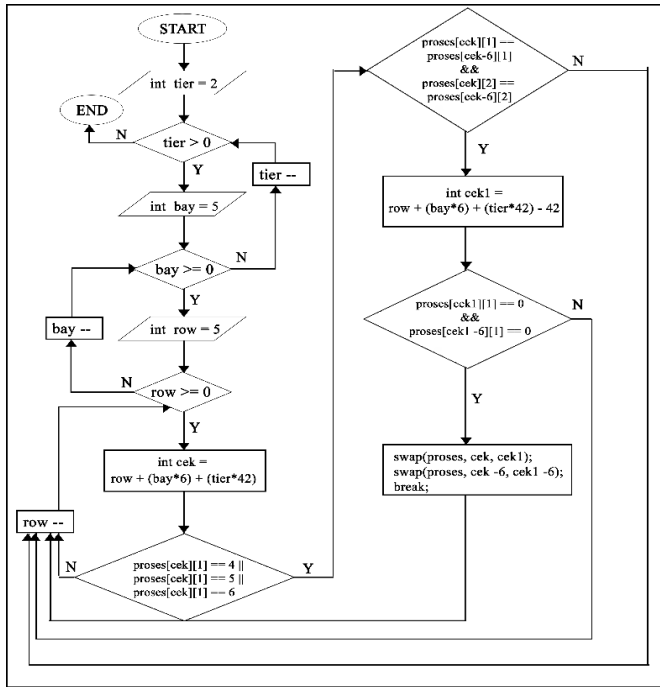 START
int tier = 2
END
N
tier > 0
Y
tier --
int bay = 5
bay >= 0
N
Y
bay --
int row = 5
N
row >= 0
Y
int cek =
row + (bay*6) + (tier*42)
row --
N
proses[cek][1] == 4 ||
proses[cek][1] == 5 ||
proses[cek][1] == 6
Y
proses[cek][1] ==
proses[cek-6][1]
&&
proses[cek][2] ==
proses[cek-6][2]
N
Y
int cek1 =
row + (bay*6) + (tier*42) - 42
proses[cek1][1] == 0
&&
proses[cek1 -6][1] == 0
N
Y
swap(proses, cek, cek1);
swap(proses, cek -6, cek1 -6);
break;